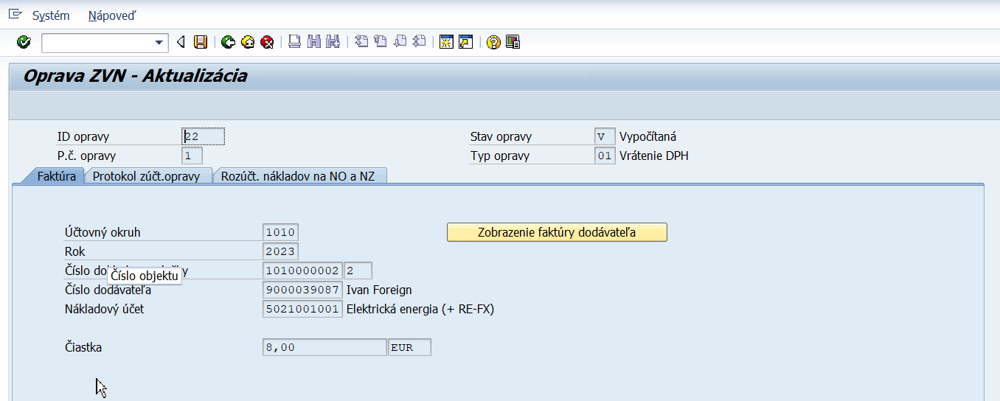 Systém Nápoveď
Oprava ZVN - Aktualizácia
ID opravy 22 Stav opravy V Vypočítaná
P.č. opravy 1 Typ opravy 01 Vrátenie DPH
Faktúra Protokol zúčt.opravy Rozúčt. nákladov na NO a NZ
Účtovný okruh 1010 Zobrazenie faktúry dodávateľa
Rok 2023
Číslo 1010000002 2
Číslo objektu
Číslo dodávateľa 9000039087 Ivan Foreign
Nákladový účet 5021001001 Elektrická energia (+ RE-FX)
Čiastka 8,00 EUR